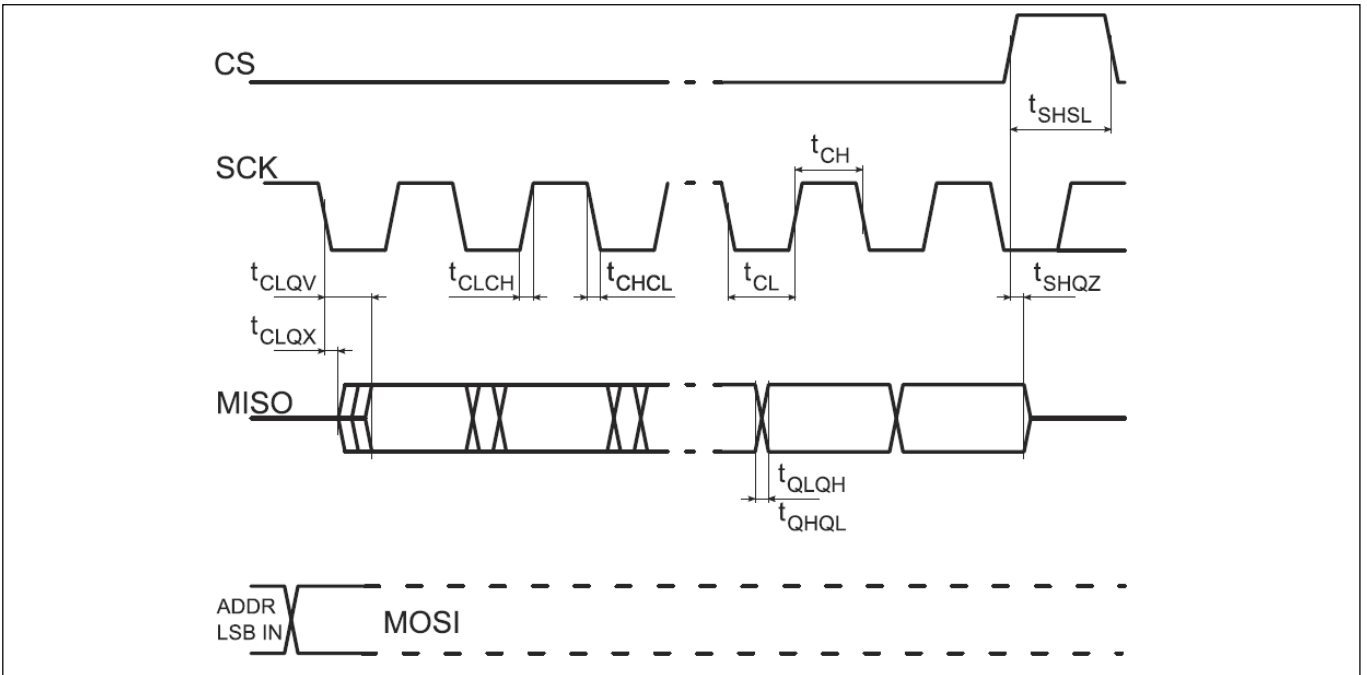 CS
tSHSL
tCH
SCK
tCLQV
tCLCH
tCHCL
tCL
tSHQZ
tCLQX
MISO
tQLQH
tQHQL
ADDR
LSB IN
MOSI